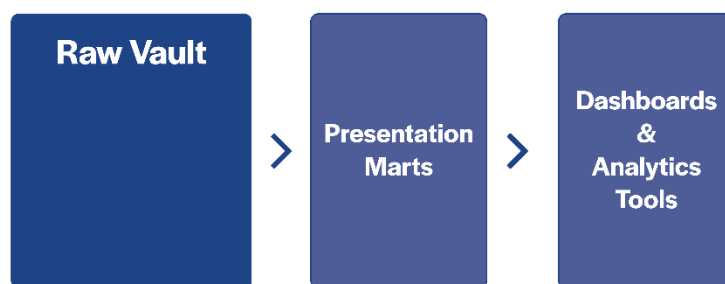 Raw Vault
Presentation
Marts
Dashboards
&
Analytics
Tools